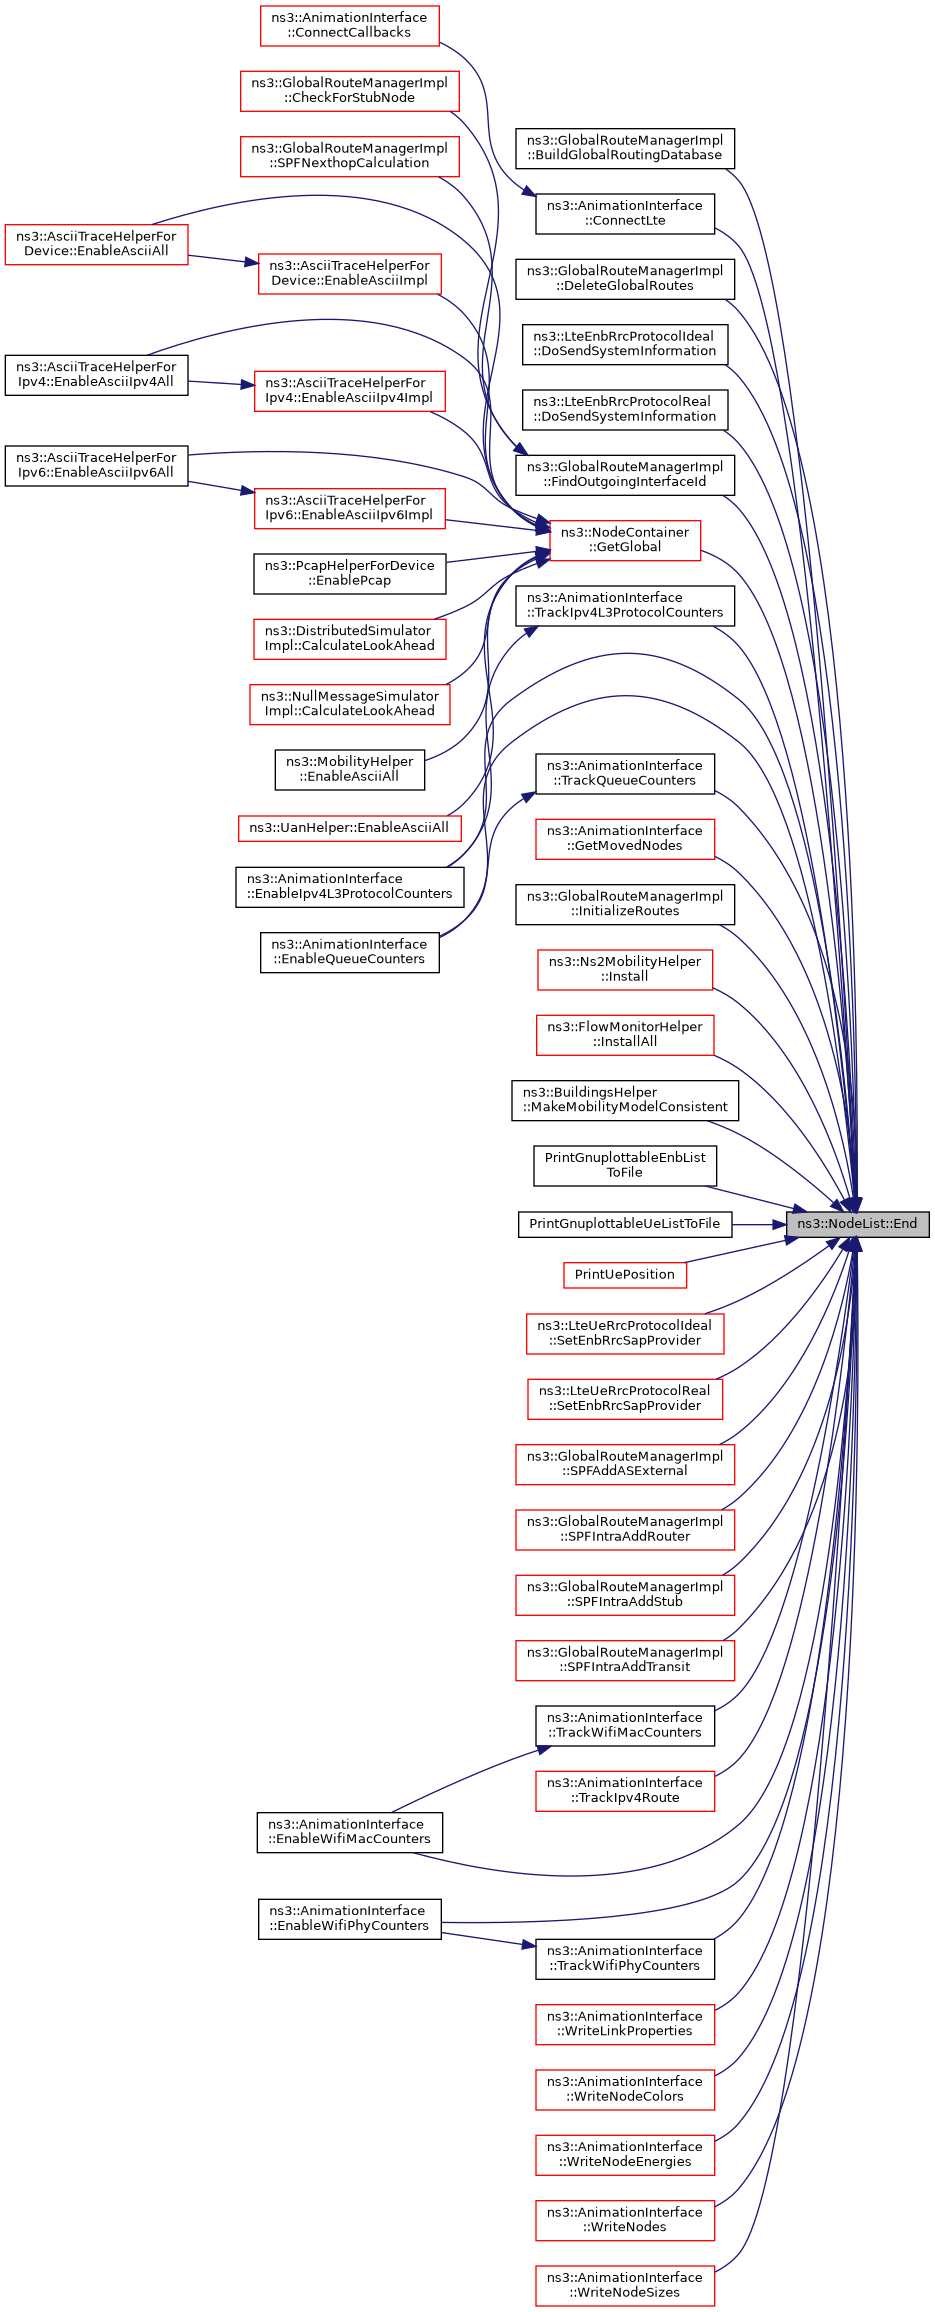 ns3::AnimationInterface
::ConnectCallbacks
ns3::GlobalRouteManagerImpl
::CheckForStubNode
ns3::GlobalRouteManagerImpl
::SPFNexthopCalculation
ns3::AsciiTraceHelperFor
Device::EnableAsciiAll
ns3::AsciiTraceHelperFor
Device::EnableAsciiImpl
ns3::AsciiTraceHelperFor
Ipv4::EnableAsciiIpv4All
ns3::AsciiTraceHelperFor
Ipv4::EnableAsciiIpv4Impl
ns3::AsciiTraceHelperFor
Ipv6::EnableAsciiIpv6All
ns3::AsciiTraceHelperFor
Ipv6::EnableAsciiIpv6Impl
ns3::PcapHelperForDevice
::EnablePcap
ns3::DistributedSimulator
Impl::CalculateLookAhead
ns3::NullMessageSimulator
Impl::CalculateLookAhead
ns3::MobilityHelper
::EnableAsciiAll
ns3::UanHelper::EnableAsciiAll
ns3::AnimationInterface
::EnableIpv4L3ProtocolCounters
ns3::AnimationInterface
::EnableQueueCounters
ns3::GlobalRouteManagerImpl
::BuildGlobalRoutingDatabase
ns3::AnimationInterface
::ConnectLte
ns3::GlobalRouteManagerImpl
::DeleteGlobalRoutes
ns3::LteEnbRrcProtocolIdeal
::DoSendSystemInformation
ns3::LteEnbRrcProtocolReal
::DoSendSystemInformation
ns3::GlobalRouteManagerImpl
::FindOutgoingInterfaceId
ns3::NodeContainer
::GetGlobal
ns3::AnimationInterface
::TrackIpv4L3ProtocolCounters
ns3::AnimationInterface
::TrackQueueCounters
ns3::AnimationInterface
::GetMovedNodes
ns3::GlobalRouteManagerImpl
::InitializeRoutes
ns3::Ns2MobilityHelper
::Install
ns3::FlowMonitorHelper
::InstallAll
ns3::BuildingsHelper
::MakeMobilityModelConsistent
PrintGnuplottableEnbList
ToFile
PrintGnuplottableUeListToFile
ns3::NodeList::End
PrintUePosition
ns3::LteUeRrcProtocolIdeal
::SetEnbRrcSapProvider
ns3::LteUeRrcProtocolReal
::SetEnbRrcSapProvider
ns3::GlobalRouteManagerImpl
::SPFAddASExternal
ns3::GlobalRouteManagerImpl
::SPFIntraAddRouter
ns3::GlobalRouteManagerImpl
::SPFIntraAddStub
ns3::GlobalRouteManagerImpl
::SPFIntraAddTransit
ns3::AnimationInterface
::TrackWifiMacCounters
ns3::AnimationInterface
::TrackIpv4Route
ns3::AnimationInterface
::EnableWifiMacCounters
ns3::AnimationInterface
::EnableWifiPhyCounters
ns3::AnimationInterface
::TrackWifiPhyCounters
ns3::AnimationInterface
::WriteLinkProperties
ns3::AnimationInterface
::WriteNodeColors
ns3::AnimationInterface
::WriteNodeEnergies
ns3::AnimationInterface
::WriteNodes
ns3::AnimationInterface
::WriteNodeSizes